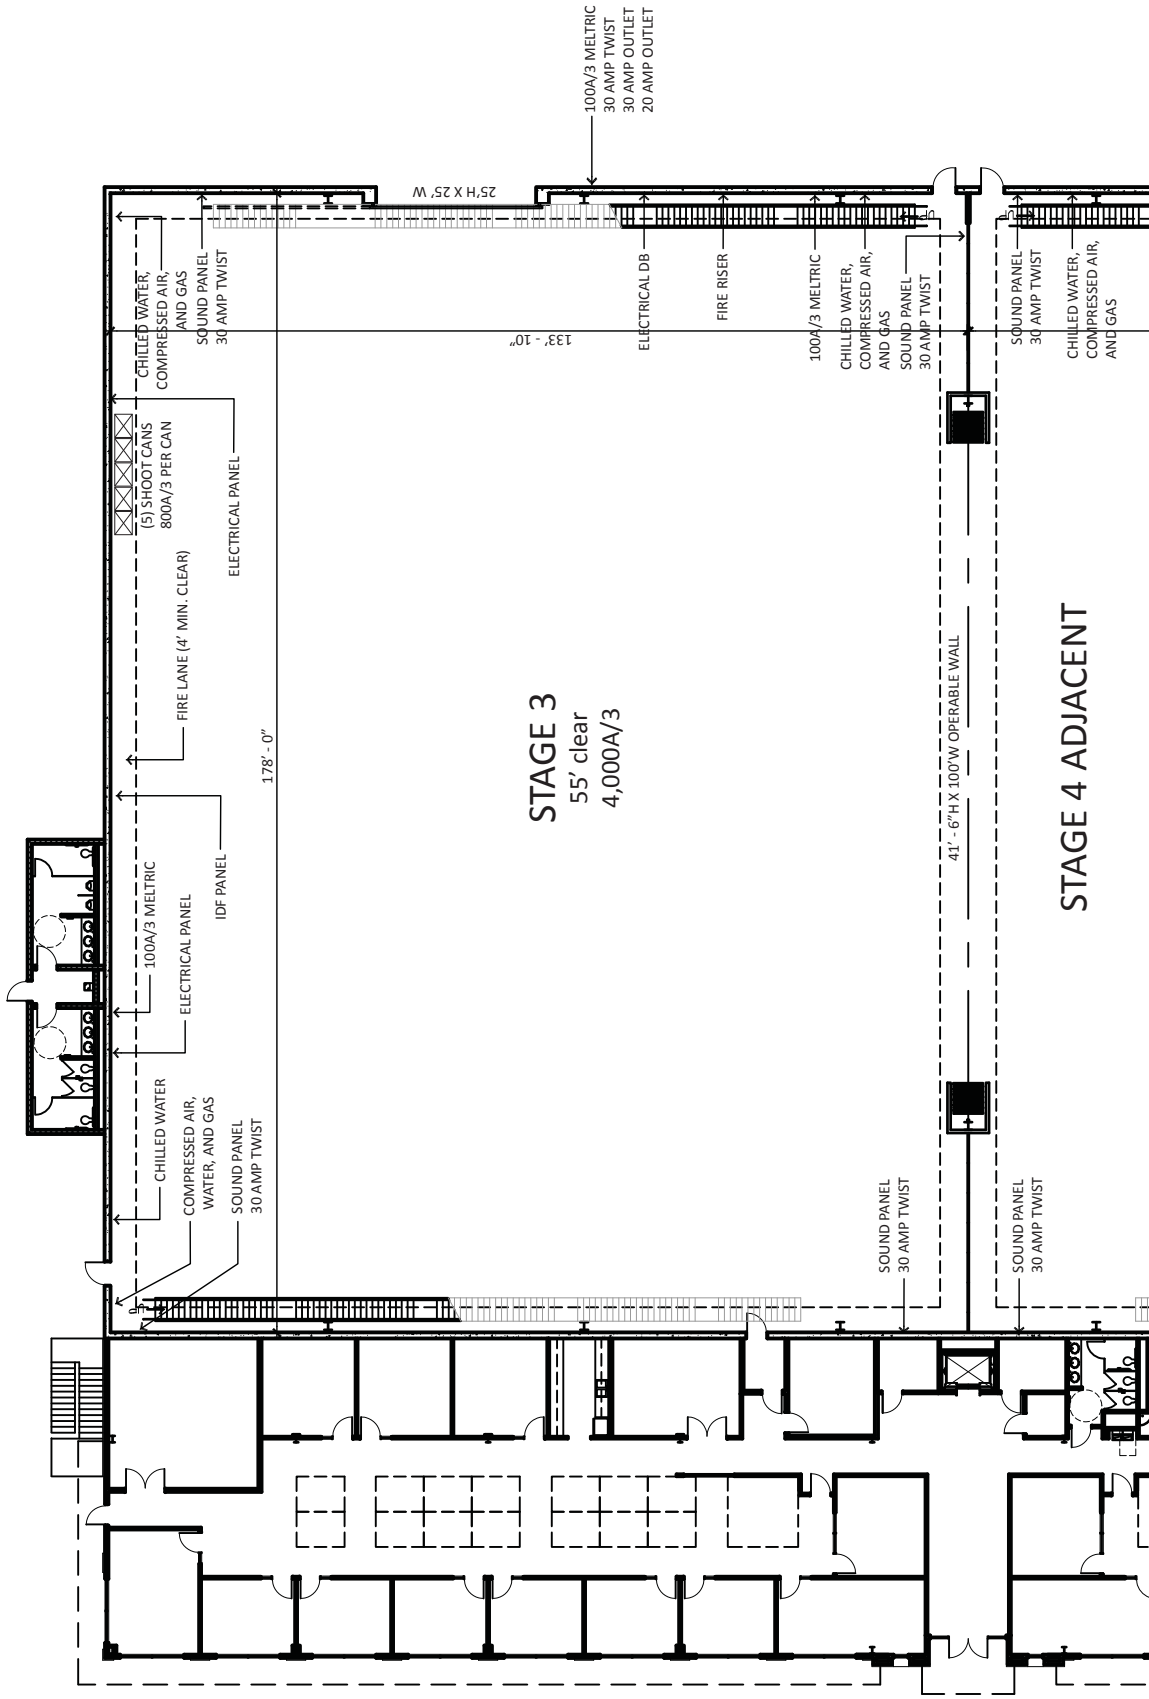 100A/3 MELTRIC
30 AMP TWIST
30 AMP OUTLET
20 AMP OUTLET
25'H X 25' W
CHILLED WATER,
COMPRESSED AIR,
AND GAS
SOUND PANEL
30 AMP TWIST
133' - 10"
ELECTRICAL DB
FIRE RISER
100A/3 MELTRIC
CHILLED WATER,
COMPRESSED AIR,
AND GAS
SOUND PANEL
30 AMP TWIST
SOUND PANEL
30 AMP TWIST
CHILLED WATER,
COMPRESSED AIR,
AND GAS
(5) SHOOT CANS
800A/3 PER CAN
ELECTRICAL PANEL
FIRE LANE (4' MIN. CLEAR)
178' - 0"
STAGE 3
55' clear
4,000A/3
41' - 6"H X 100'W OPERABLE WALL
STAGE 4 ADJACENT
IDF PANEL
100A/3 MELTRIC
ELECTRICAL PANEL
CHILLED WATER
COMPRESSED AIR,
WATER, AND GAS
SOUND PANEL
30 AMP TWIST
SOUND PANEL
30 AMP TWIST
SOUND PANEL
30 AMP TWIST